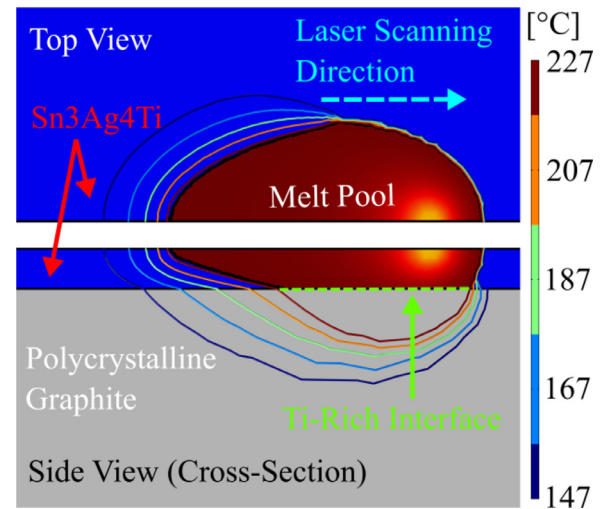 Top View
Laser Scanning
Direction
Sn3Ag4Ti
Melt Pool
Polycrystalline
Graphite
Ti-Rich Interface
Side View (Cross-Section)
[°C]
227
207
187
167
147